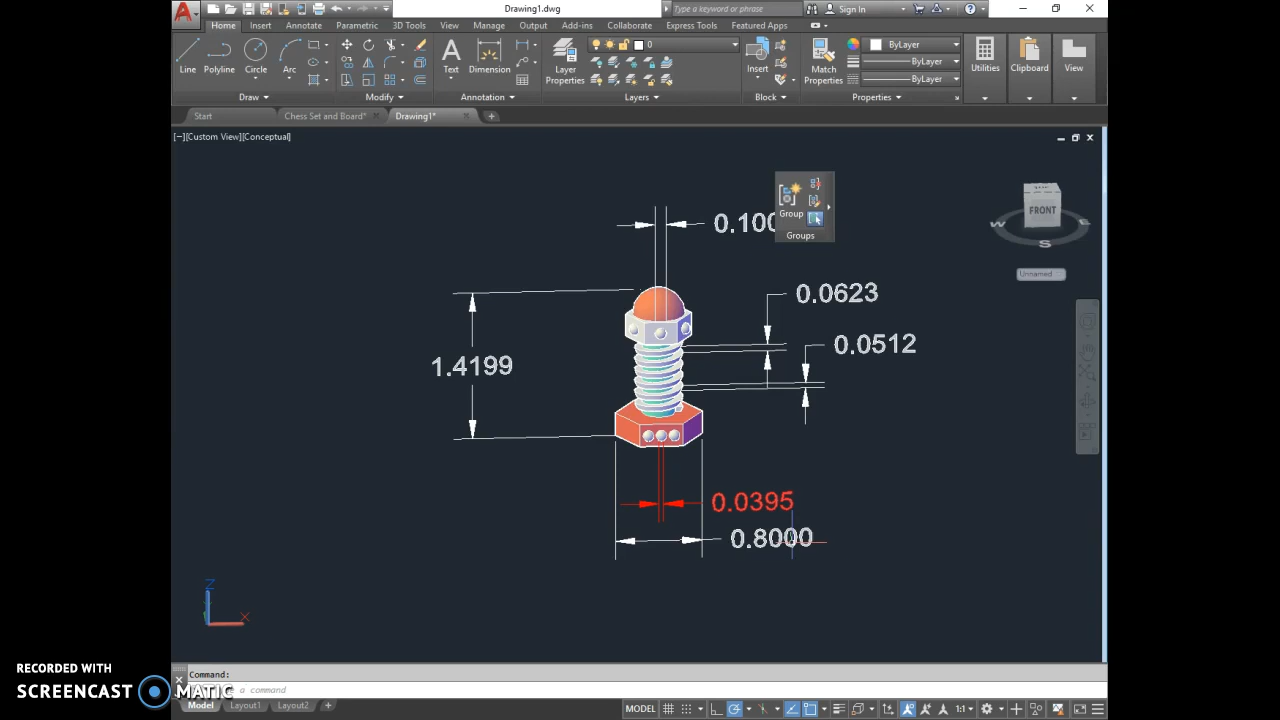 Drawing1.dwg
Type a keyword or phrase
Sign In
Home Insert Annotate Parametric 3D Tools View Manage Output Add-ins Collaborate Express Tools Featured Apps
Line Polyline Circle Arc
Text Dimension
Layer Properties
0
Insert
Match Properties
ByLayer
ByLayer
ByLayer
Utilities Clipboard View
Draw Modify Annotation Layers Block Properties
Start Chess Set and Board* Drawing1*
[−][Custom View][Conceptual]
Group
Groups
FRONT
W
S
Unnamed
0.100
0.0623
0.0512
1.4199
0.0395
0.8000
Z
X
RECORDED WITH
SCREENCAST MATIC
Command:
a command
Model Layout1 Layout2 +
MODEL
1:1